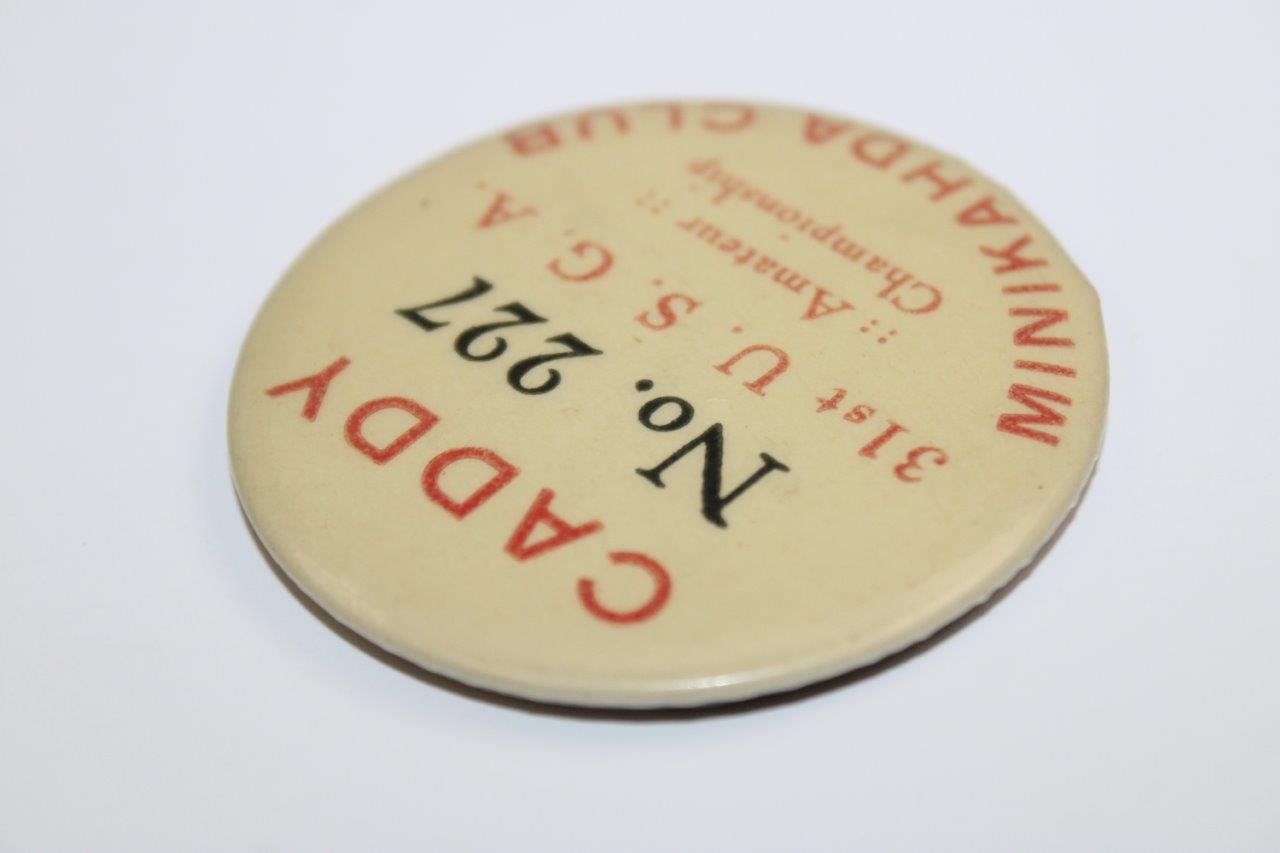 CADDY
No. 227
31st U. S. G. A.
:: Amateur ::
Championship
MINIKAHDA CLUB